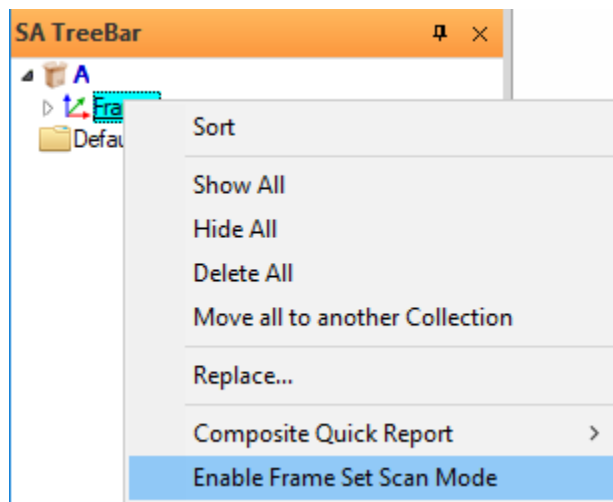 SA TreeBar
A
Sort
Show All
Hide All
Delete All
Move all to another Collection
Replace...
Composite Quick Report
Enable Frame Set Scan Mode